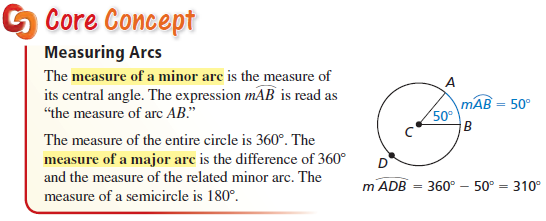 Core Concept
Measuring Arcs
The measure of a minor arc is the measure of
its central angle. The expression mAB is read as
“the measure of arc AB.”
The measure of the entire circle is 360°. The
measure of a major arc is the difference of 360°
and the measure of the related minor arc. The
measure of a semicircle is 180°.
A
mAB = 50°
50°
B
C
D
m ADB = 360° − 50° = 310°